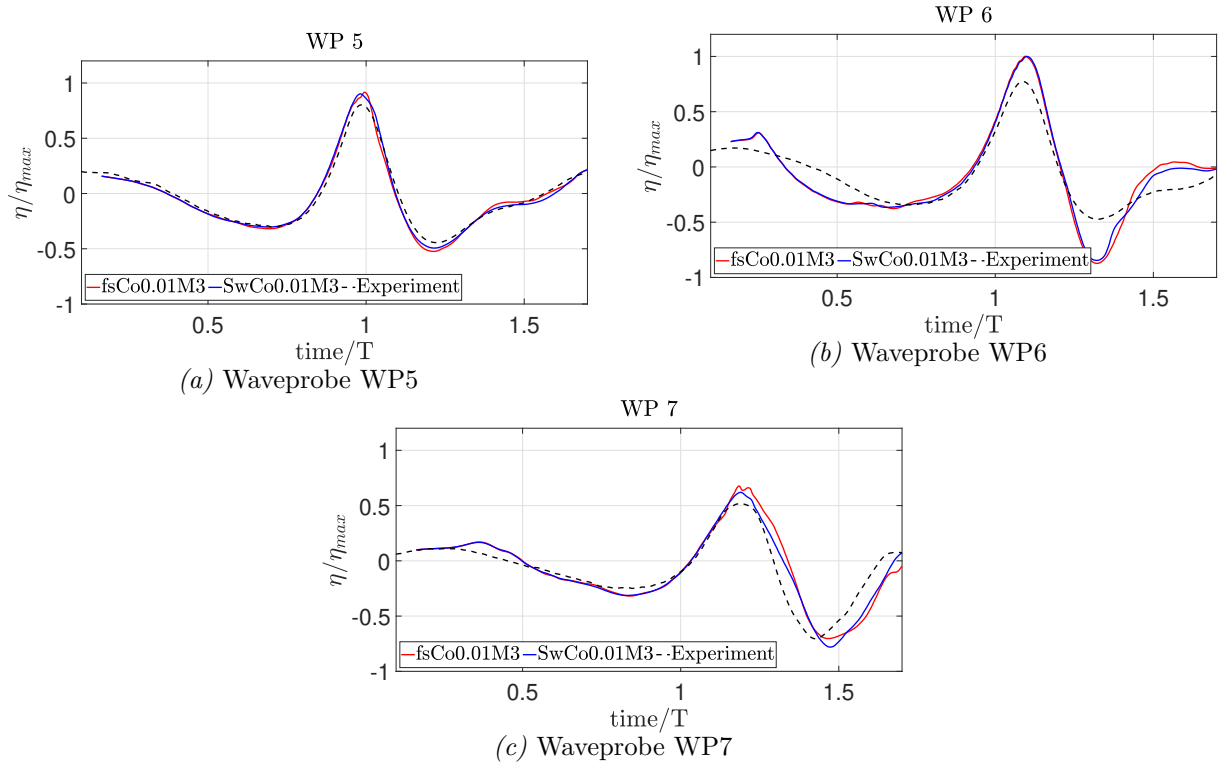 WP 5
η/ηmax
1
0.5
0
-0.5
-1
fsCo0.01M3 SwCo0.01M3 Experiment
0.5 1 1.5
time/T
(a) Waveprobe WP5
WP 6
η/ηmax
1
0.5
0
-0.5
-1
fsCo0.01M3 SwCo0.01M3 Experiment
0.5 1 1.5
time/T
(b) Waveprobe WP6
WP 7
η/ηmax
1
0.5
0
-0.5
-1
fsCo0.01M3 SwCo0.01M3 Experiment
0.5 1 1.5
time/T
(c) Waveprobe WP7